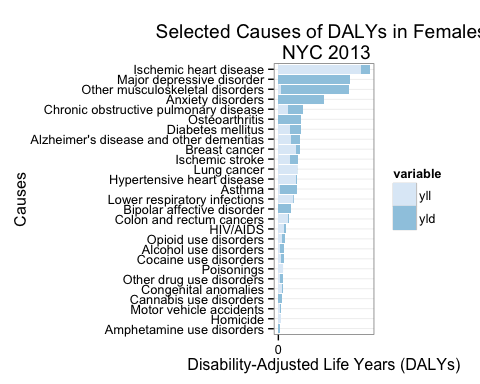 Selected Causes of DALYs in Females
NYC 2013
Ischemic heart disease
Major depressive disorder
Other musculoskeletal disorders
Anxiety disorders
Chronic obstructive pulmonary disease
Osteoarthritis
Diabetes mellitus
Alzheimer's disease and other dementias
Breast cancer
Ischemic stroke
Lung cancer
Hypertensive heart disease
Asthma
Lower respiratory infections
Bipolar affective disorder
Colon and rectum cancers
HIV/AIDS
Opioid use disorders
Alcohol use disorders
Cocaine use disorders
Poisonings
Other drug use disorders
Congenital anomalies
Cannabis use disorders
Motor vehicle accidents
Homicide
Amphetamine use disorders
Causes
0
Disability-Adjusted Life Years (DALYs)
variable
yll
yld